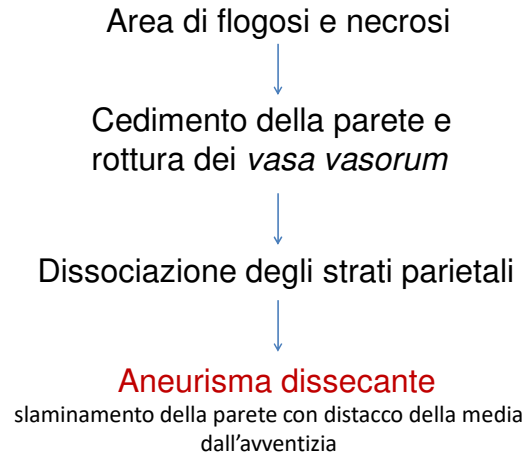 Area di flogosi e necrosi
Cedimento della parete e
rottura dei vasa vasorum
Dissociazione degli strati parietali
Aneurisma dissecante
slaminamento della parete con distacco della media
dall'avventizia